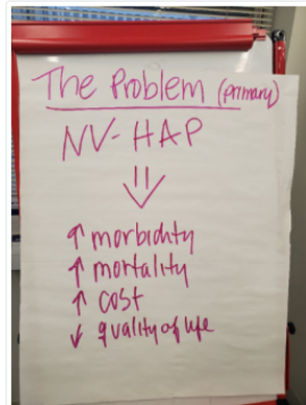 The Problem (primary)
NV-HAP
⇓
↑ morbidity
↑ mortality
↑ cost
↓ quality of life